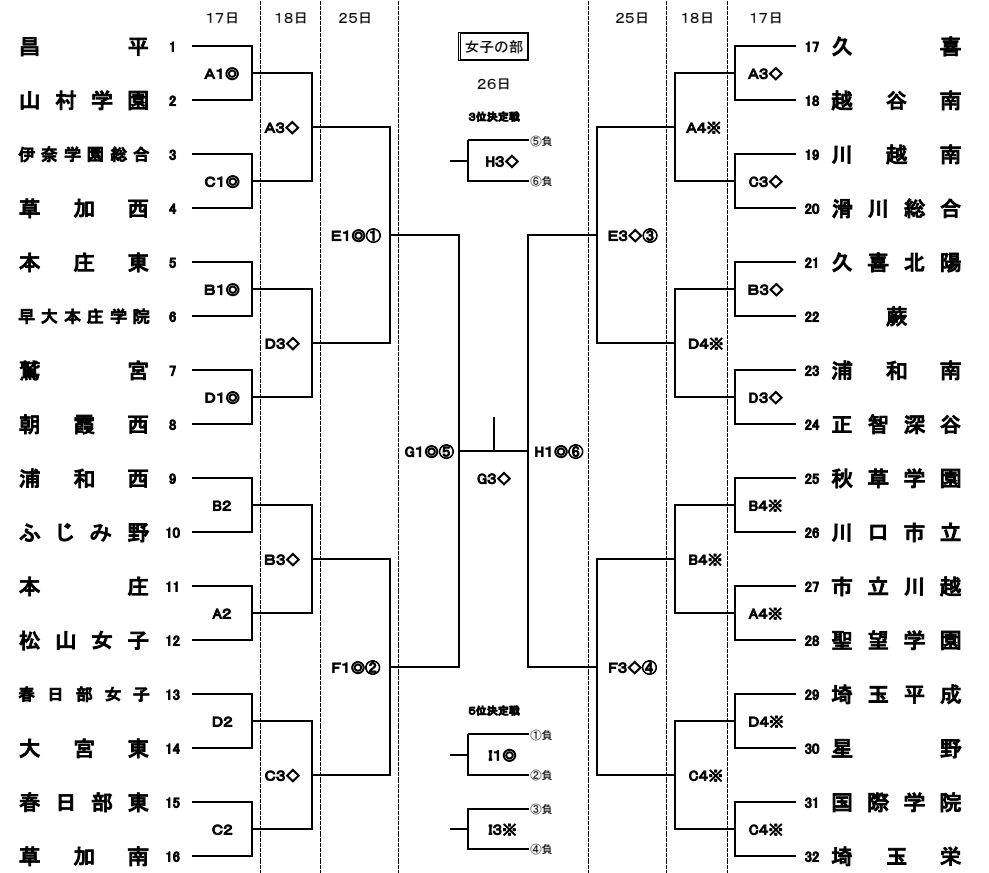 17日 18日 25日 25日 18日 17日
女子の部
26日
昌平 1
17 久喜
A1◎ A3◇
山村学園 2
18 越谷南
3位決定戦
A3◇ A4※
⑤負
伊奈学園総合 3
19 川越南
H3◇
C1◎ C3◇
⑥負
草加西 4
20 滑川総合
E1◎① E3◇③
本庄東 5
21 久喜北陽
B1◎ B3◇
早大本庄学院 6
22 蕨
D3◇ D4※
鷲宮 7
23 浦和南
D1◎ D3◇
朝霞西 8
24 正智深谷
G1◎⑤ H1◎⑥
G3◇
浦和西 9
25 秋草学園
B2 B4※
ふじみ野 10
26 川口市立
B3◇ B4※
本庄 11
27 市立川越
A2 A4※
松山女子 12
28 聖望学園
F1◎② F3◇④
春日部女子 13
29 埼玉平成
5位決定戦
D2 D4※
①負
大宮東 14
30 星野
I1◎
C3◇ C4※
②負
春日部東 15
31 国際学院
③負
C2 I3※ C4※
④負
草加南 16
32 埼玉栄